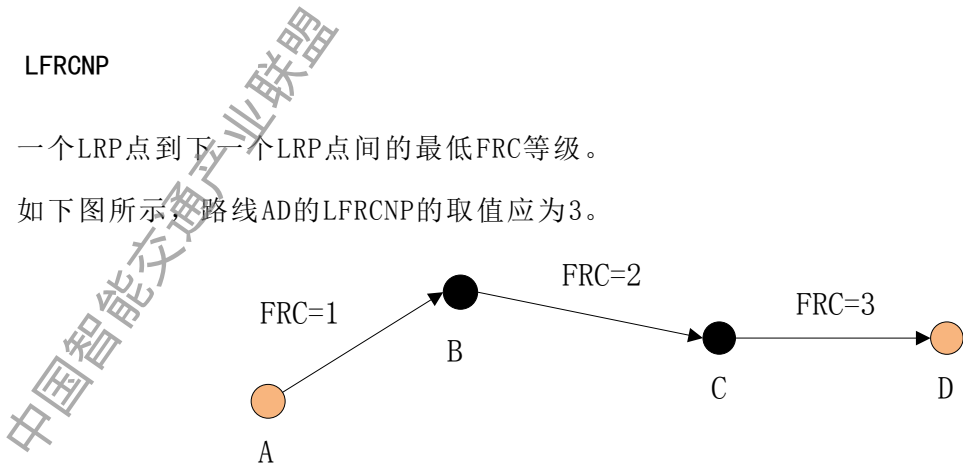 LFRCNP
一个LRP点到下一个LRP点间的最低FRC等级。
如下图所示，路线AD的LFRCNP的取值应为3。
FRC=1
FRC=2
FRC=3
A
B
C
D
中国智能交通产业联盟